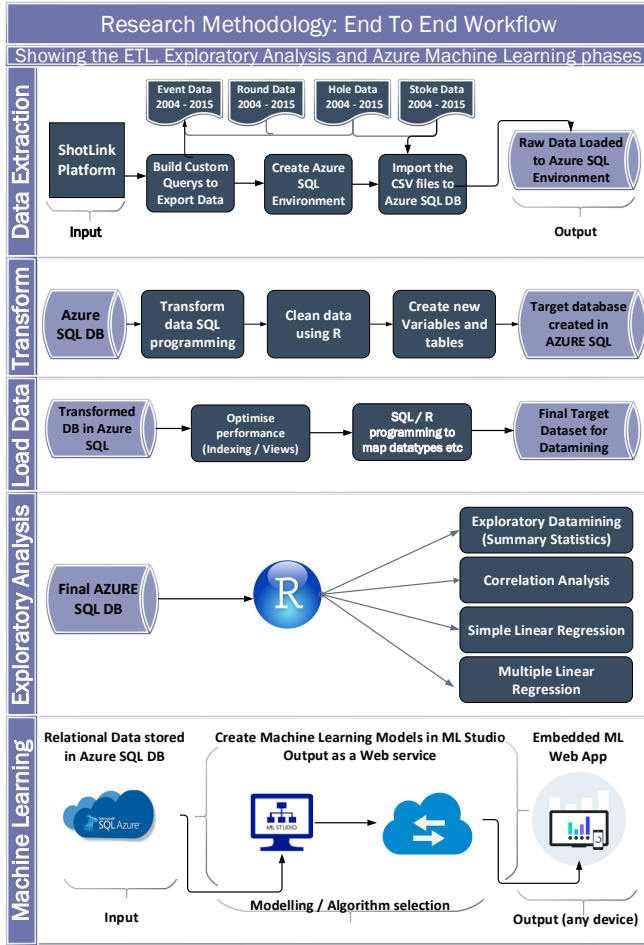 Research Methodology: End To End Workflow
Showing the ETL, Exploratory Analysis and Azure Machine Learning phases
Data Extraction
Event Data
2004 - 2015
Round Data
2004 - 2015
Hole Data
2004 - 2015
Stoke Data
2004 - 2015
ShotLink
Platform
Build Custom
Querys to
Export Data
Create Azure
SQL
Environment
Import the
CSV files to
Azure SQL DB
Raw Data Loaded
to Azure SQL
Environment
Input
Output
Transform
Azure
SQL DB
Transform
data SQL
programming
Clean data
using R
Create new
Variables and
tables
Target database
created in
AZURE SQL
Load Data
Transformed
DB in Azure
SQL
Optimise
performance
(Indexing / Views)
SQL / R
programming to
map datatypes etc
Final Target
Dataset for
Datamining
Exploratory Analysis
Final AZURE
SQL DB
R
Exploratory Datamining
(Summary Statistics)
Correlation Analysis
Simple Linear Regression
Multiple Linear
Regression
Machine Learning
Relational Data stored
in Azure SQL DB
Create Machine Learning Models in ML Studio
Output as a Web service
Embedded ML
Web App
Microsoft
SQL Azure
ML STUDIO
Input
Modelling / Algorithm selection
Output (any device)